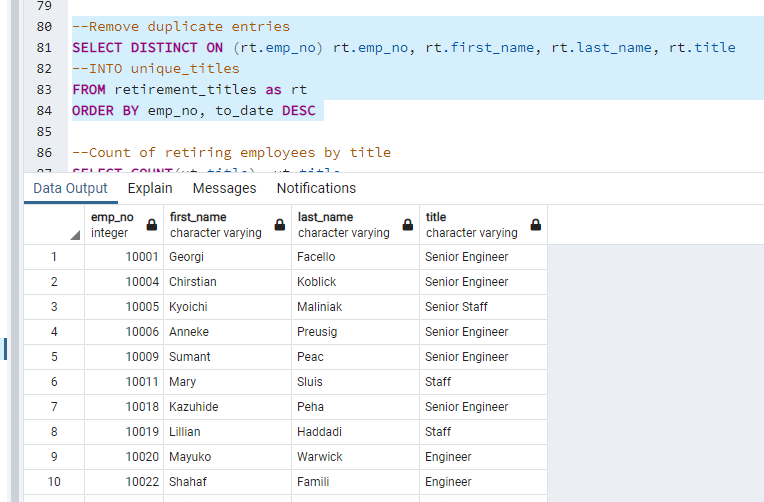 79
80 --Remove duplicate entries
81 SELECT DISTINCT ON (rt.emp_no) rt.emp_no, rt.first_name, rt.last_name, rt.title
82 --INTO unique_titles
83 FROM retirement_titles as rt
84 ORDER BY emp_no, to_date DESC
85
86 --Count of retiring employees by title
Data Output Explain Messages Notifications
emp_no first_name last_name title
integer character varying character varying character varying
1 10001 Georgi Facello Senior Engineer
2 10004 Chirstian Koblick Senior Engineer
3 10005 Kyoichi Maliniak Senior Staff
4 10006 Anneke Preusig Senior Engineer
5 10009 Sumant Peac Senior Engineer
6 10011 Mary Sluis Staff
7 10018 Kazuhide Peha Senior Engineer
8 10019 Lillian Haddadi Staff
9 10020 Mayuko Warwick Engineer
10 10022 Shahaf Famili Engineer